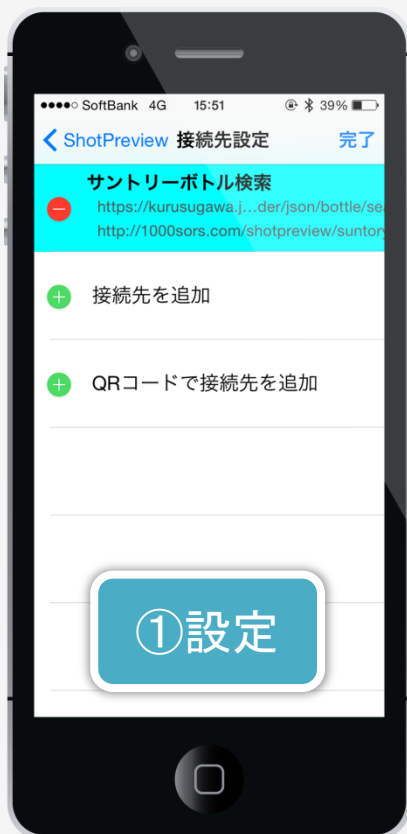 SoftBank 4G 15:51 39%
ShotPreview 接続先設定 完了
サントリーボトル検索
https://kurusugawa.j...der/json/bottle/se
http://1000sors.com/shotpreview/suntory
接続先を追加
QRコードで接続先を追加
①設定